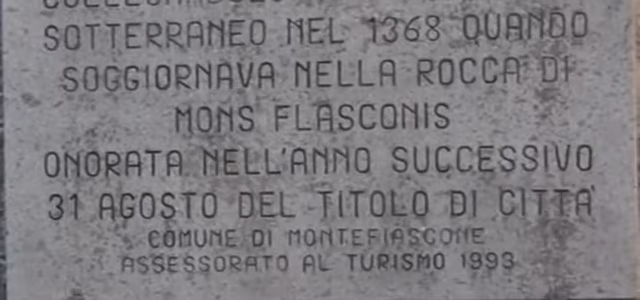 SOTTERRANEO NEL 1368 QUANDO
SOGGIORNAVA NELLA ROCCA DI
MONS FLASCONIS
ONORATA NELL'ANNO SUCCESSIVO
31 AGOSTO DEL TITOLO DI CITTÀ
COMUNE DI MONTEFIASCONE
ASSESSORATO AL TURISMO 1993